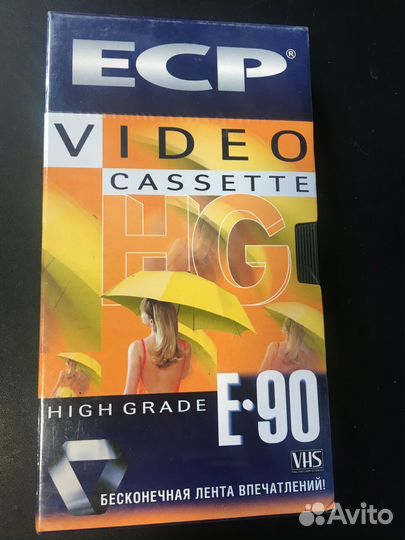 ECP®
VIDEO
CASSETTE
HG
HIGH GRADE
E·90
VHS
БЕСКОНЕЧНАЯ ЛЕНТА ВПЕЧАТЛЕНИЙ!
Avito